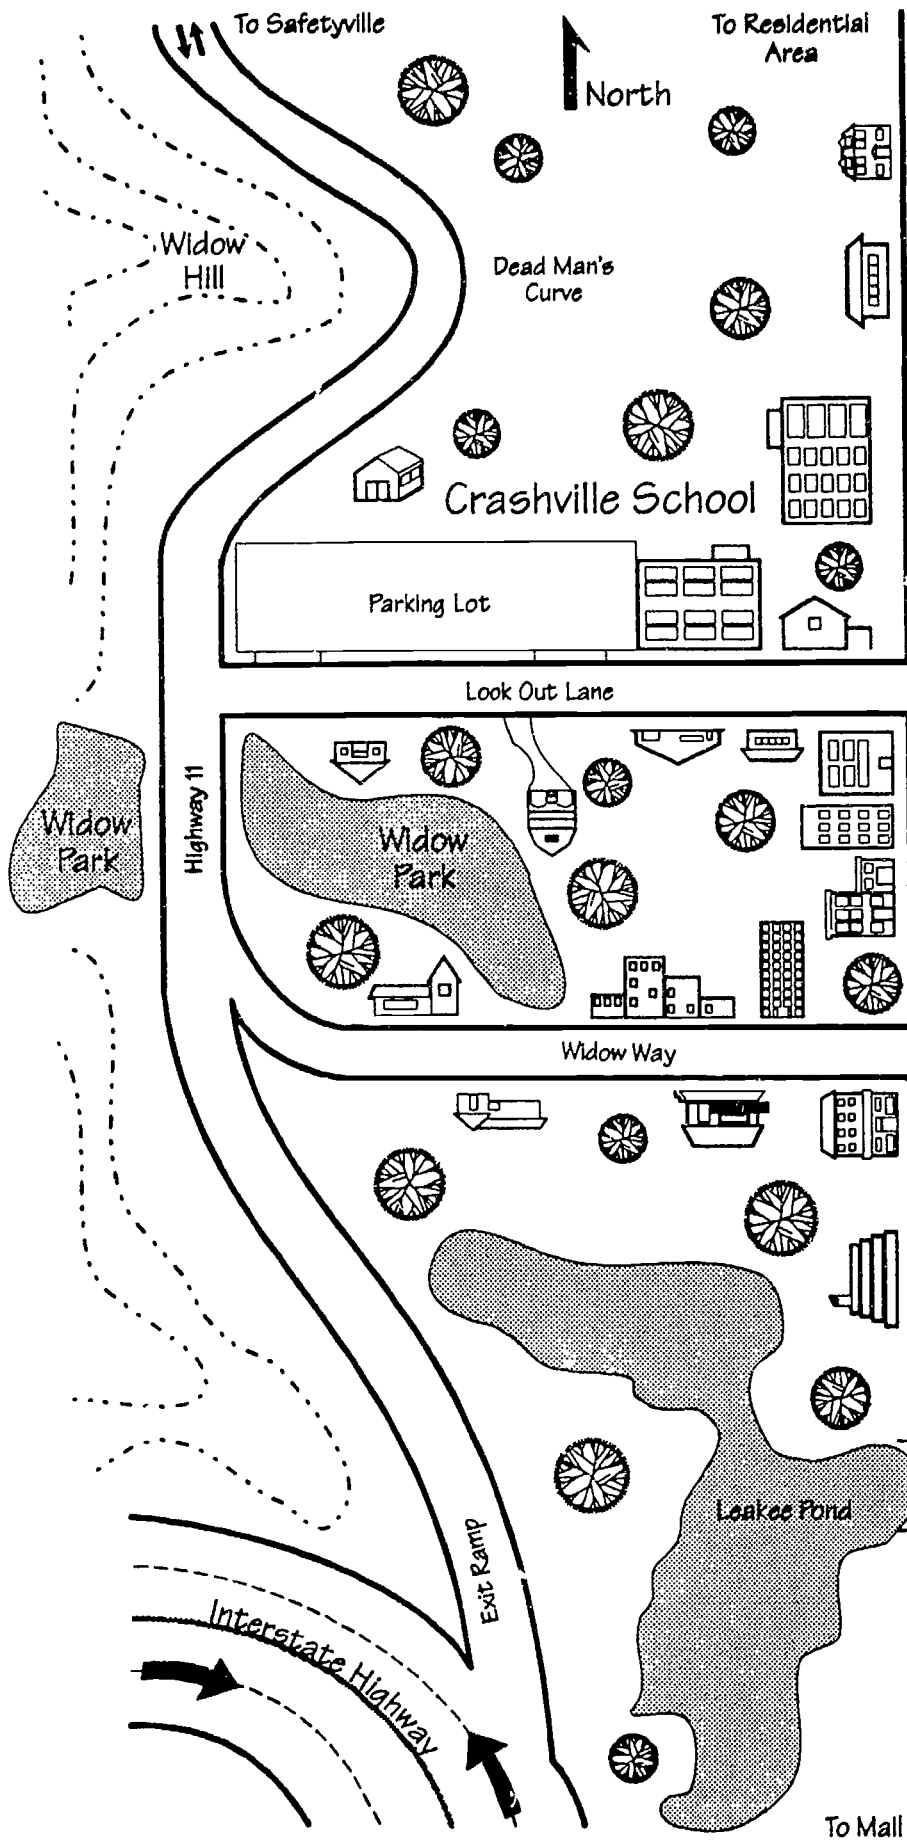 To Safetyville
To Residential
Area
North
Widow
Hill
Dead Man's
Curve
Crashville School
Parking Lot
Look Out Lane
Highway 11
Widow
Park
Widow
Park
Widow Way
Leakee Pond
Exit Ramp
Interstate Highway
To Mall